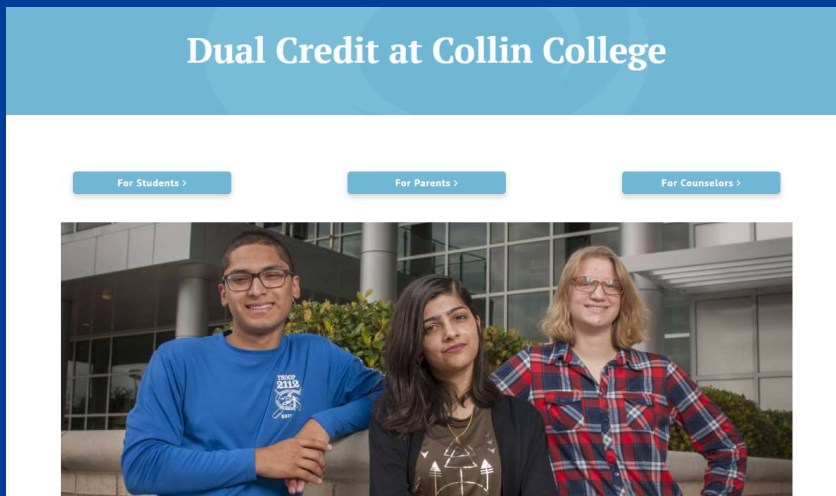 Dual Credit at Collin College
For Students >
For Parents >
For Counselors >
TROOP
2112